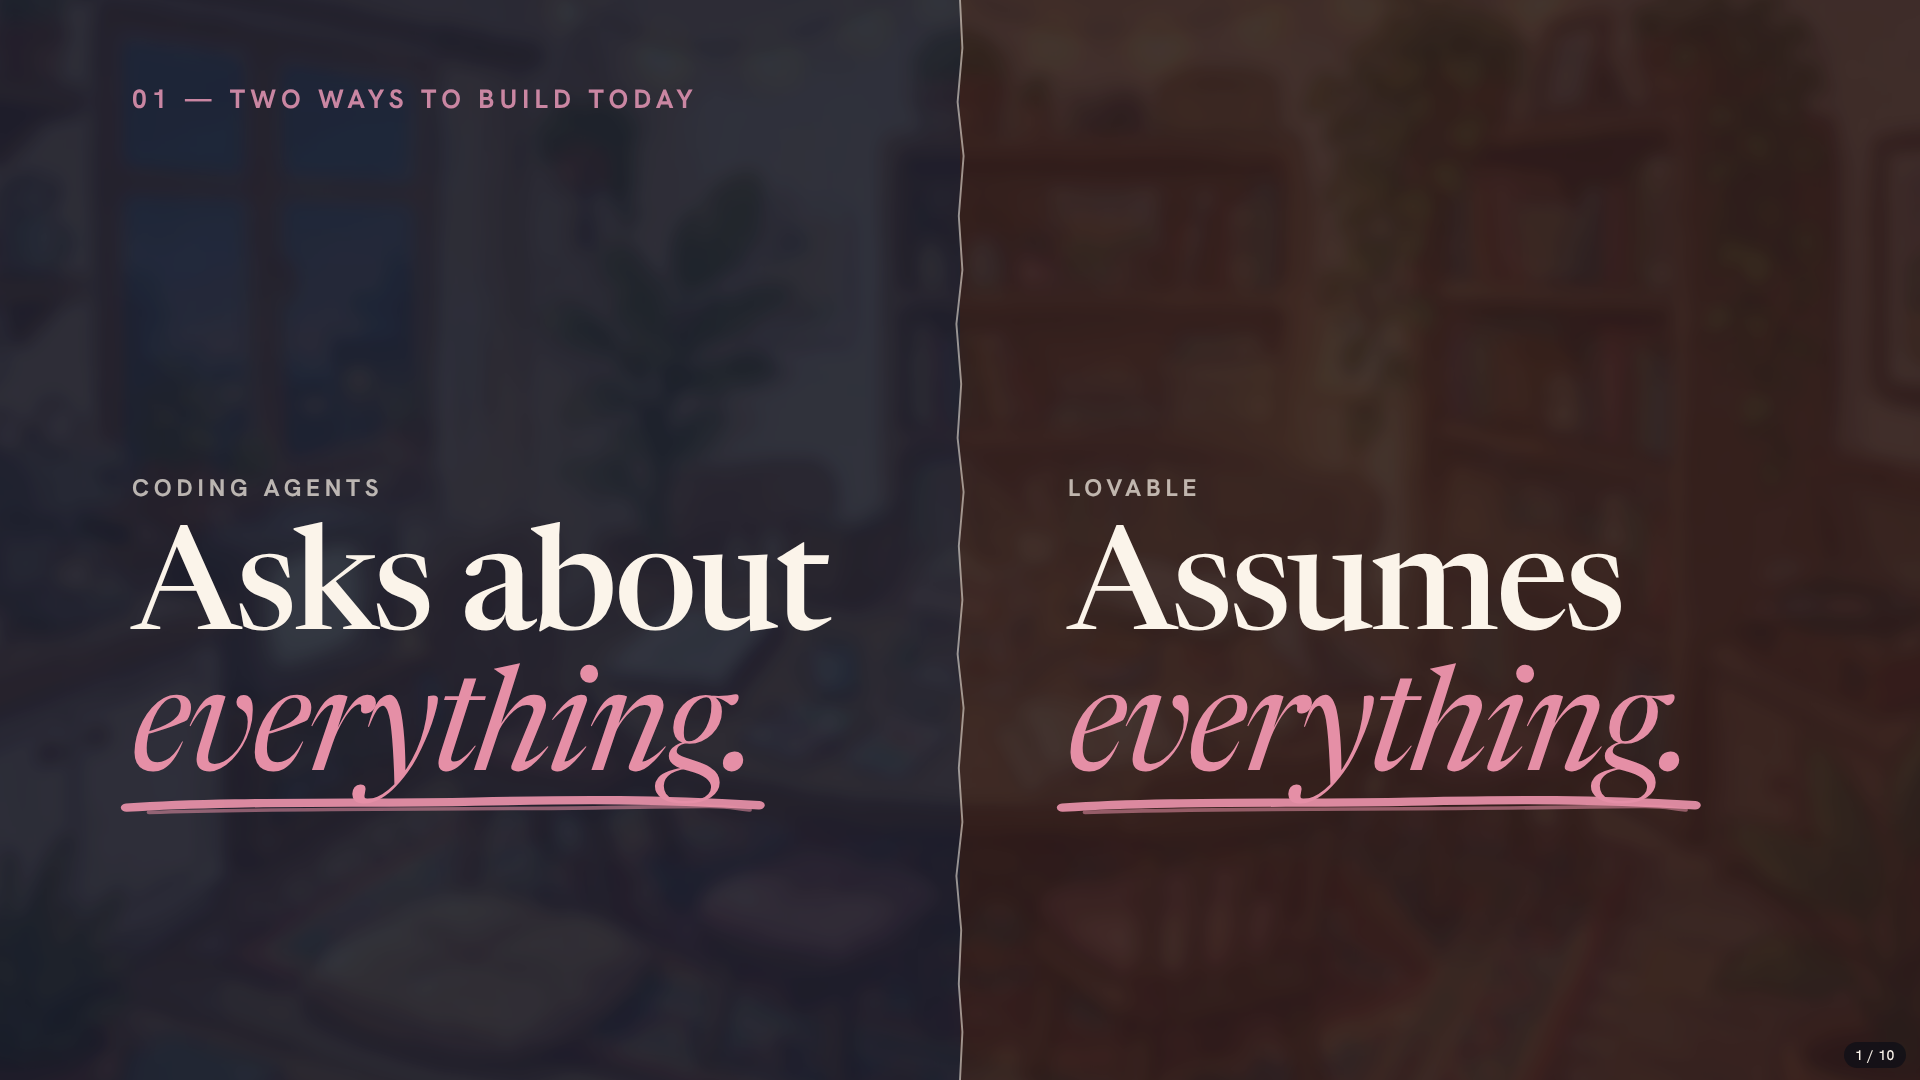 01 — TWO WAYS TO BUILD TODAY
CODING AGENTS
Asks about
everything.
LOVABLE
Assumes
everything.
1 / 10